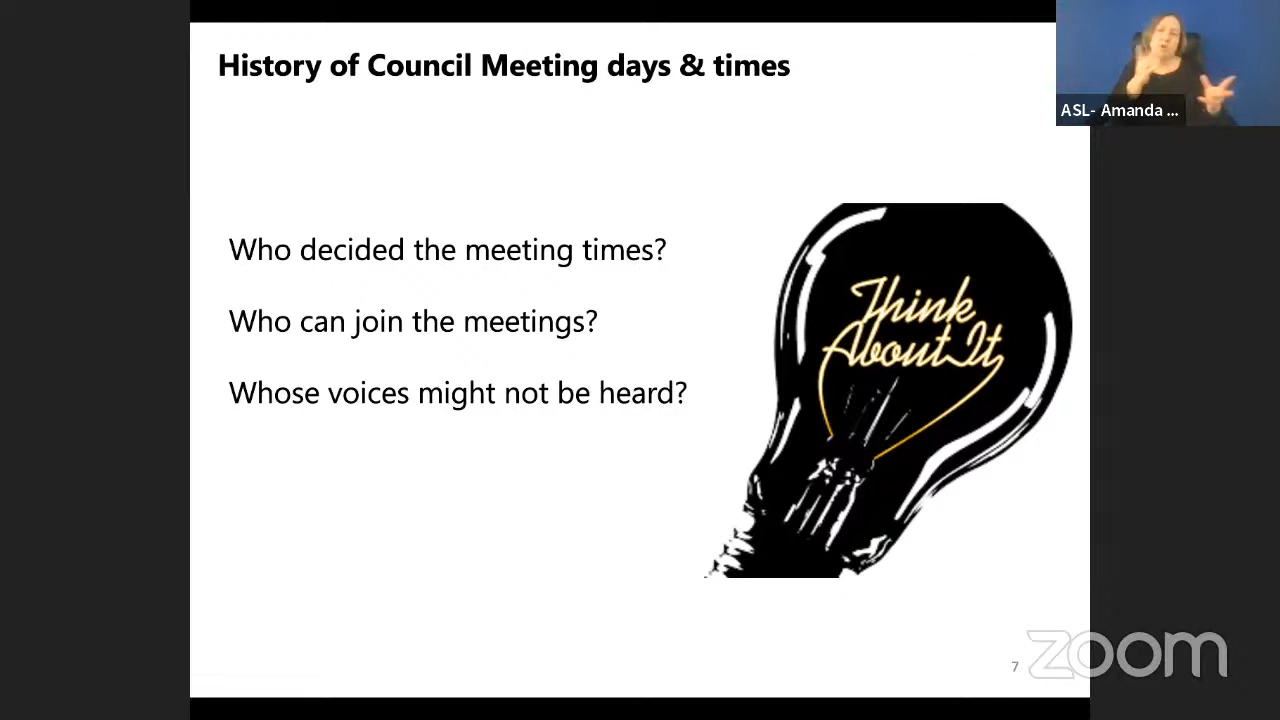 History of Council Meeting days & times
ASL- Amanda ...
Who decided the meeting times?
Who can join the meetings?
Whose voices might not be heard?
Think
About It
7
zoom